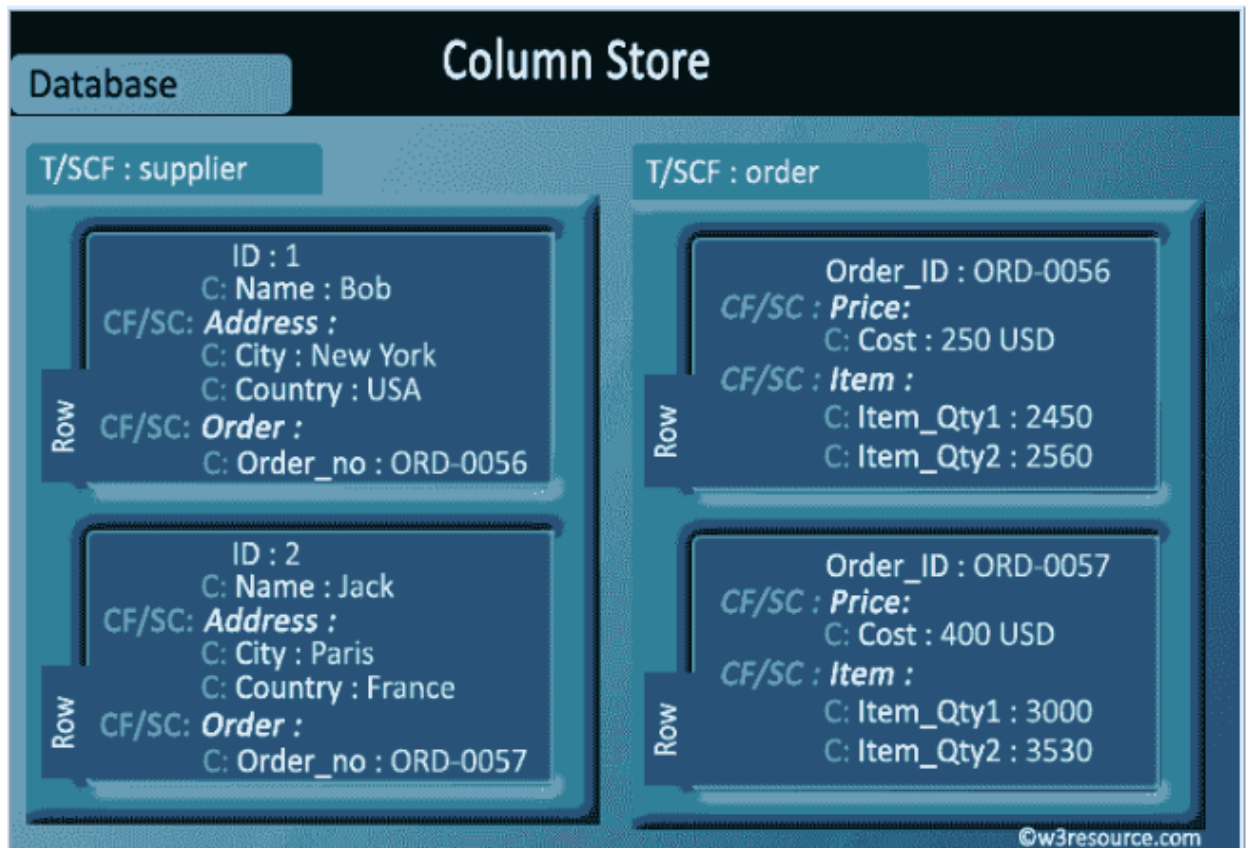 Column Store
Database
T/SCF : supplier
ID : 1
C: Name : Bob
CF/SC: Address :
C: City : New York
C: Country : USA
CF/SC: Order :
C: Order_no : ORD-0056
Row
ID : 2
C: Name : Jack
CF/SC: Address :
C: City : Paris
C: Country : France
CF/SC: Order :
C: Order_no : ORD-0057
Row
T/SCF : order
Order_ID : ORD-0056
CF/SC : Price:
C: Cost : 250 USD
CF/SC : Item :
C: Item_Qty1 : 2450
C: Item_Qty2 : 2560
Row
Order_ID : ORD-0057
CF/SC : Price:
C: Cost : 400 USD
CF/SC : Item :
C: Item_Qty1 : 3000
C: Item_Qty2 : 3530
Row
©w3resource.com